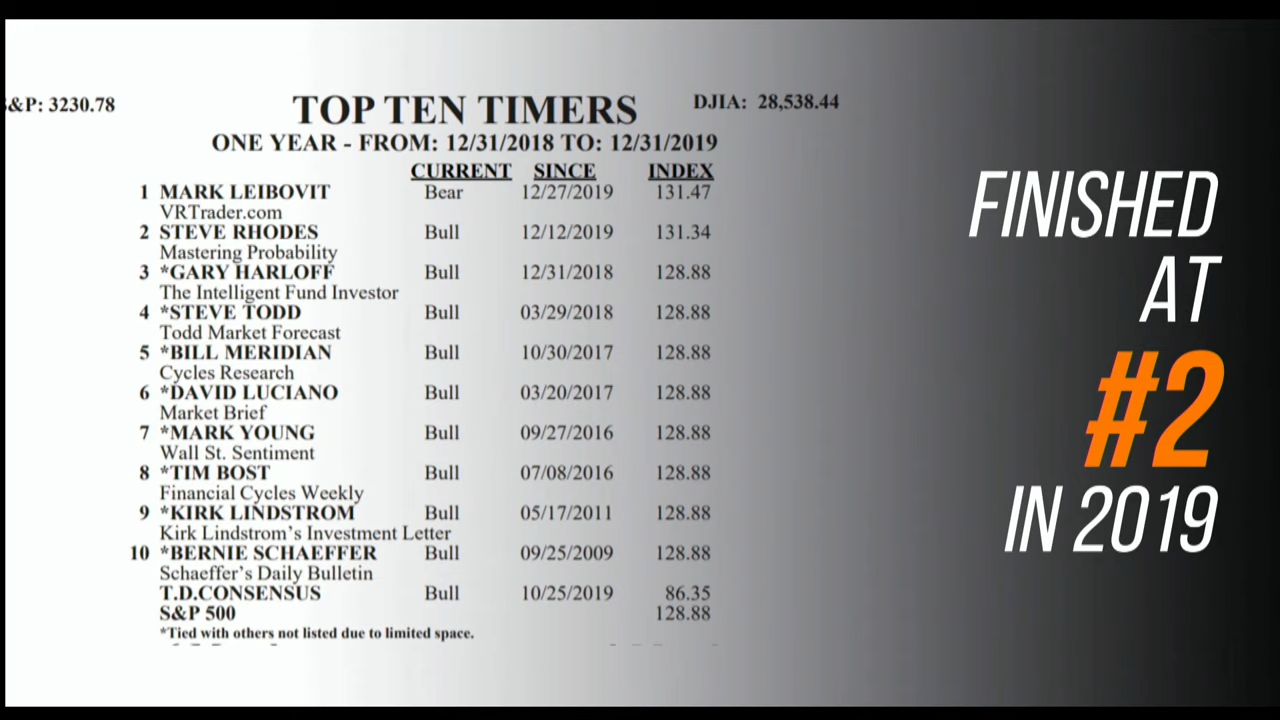 &P: 3230.78
TOP TEN TIMERS
DJIA: 28,538.44
ONE YEAR - FROM: 12/31/2018 TO: 12/31/2019
CURRENT SINCE INDEX
1 MARK LEIBOVIT Bear 12/27/2019 131.47
VRTrader.com
2 STEVE RHODES Bull 12/12/2019 131.34
Mastering Probability
3 *GARY HARLOFF Bull 12/31/2018 128.88
The Intelligent Fund Investor
4 *STEVE TODD Bull 03/29/2018 128.88
Todd Market Forecast
5 *BILL MERIDIAN Bull 10/30/2017 128.88
Cycles Research
6 *DAVID LUCIANO Bull 03/20/2017 128.88
Market Brief
7 *MARK YOUNG Bull 09/27/2016 128.88
Wall St. Sentiment
8 *TIM BOST Bull 07/08/2016 128.88
Financial Cycles Weekly
9 *KIRK LINDSTROM Bull 05/17/2011 128.88
Kirk Lindstrom's Investment Letter
10 *BERNIE SCHAEFFER Bull 09/25/2009 128.88
Schaeffer's Daily Bulletin
T.D.CONSENSUS Bull 10/25/2019 86.35
S&P 500 128.88
*Tied with others not listed due to limited space.
FINISHED
AT
#2
IN 2019